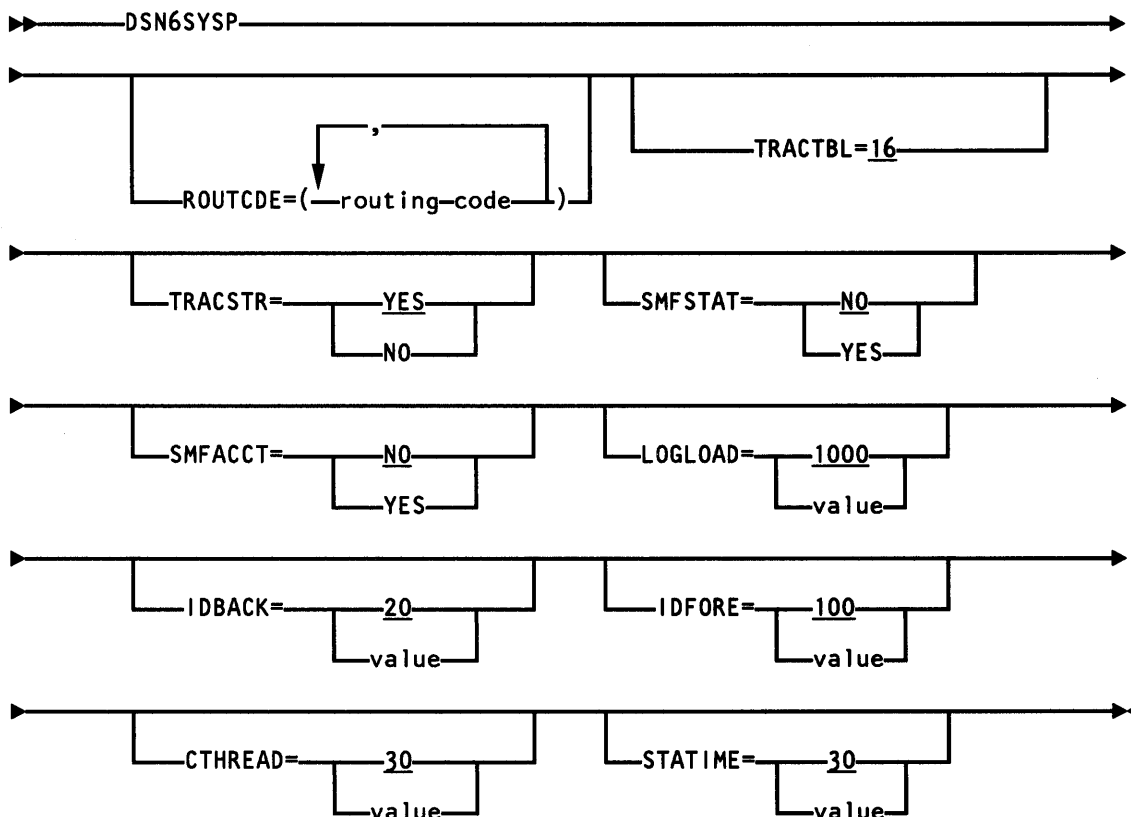 DSN6SYSP
,
ROUTCDE=( routing-code )
TRACTBL=16
TRACSTR= YES
NO
SMFSTAT= NO
YES
SMFACCT= NO
YES
LOGLOAD= 1000
value
IDBACK= 20
value
IDFORE= 100
value
CTHREAD= 30
value
STATIME= 30
value